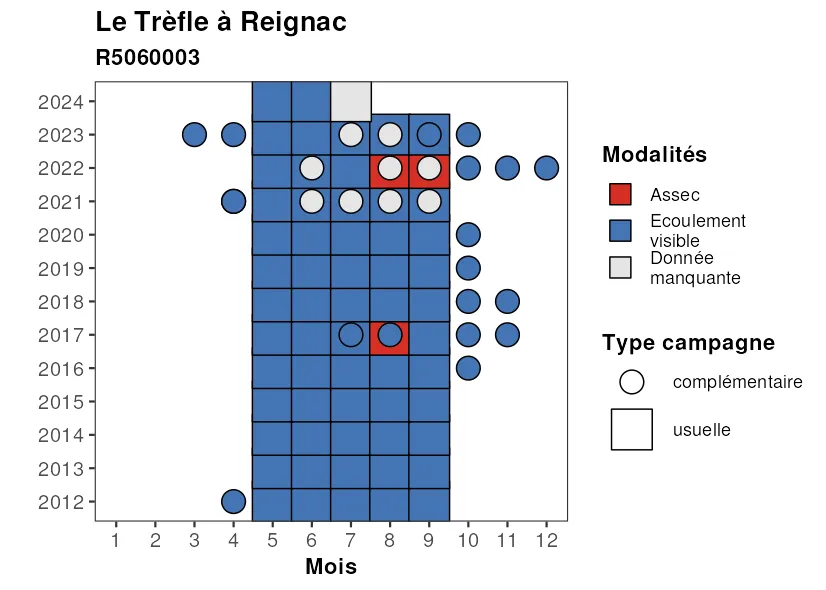 Le Trèfle à Reignac
R5060003
2024
2023
2022
2021
2020
2019
2018
2017
2016
2015
2014
2013
2012
1 2 3 4 5 6 7 8 9 10 11 12
Mois
Modalités
Assec
Ecoulement
visible
Donnée
manquante
Type campagne
complémentaire
usuelle